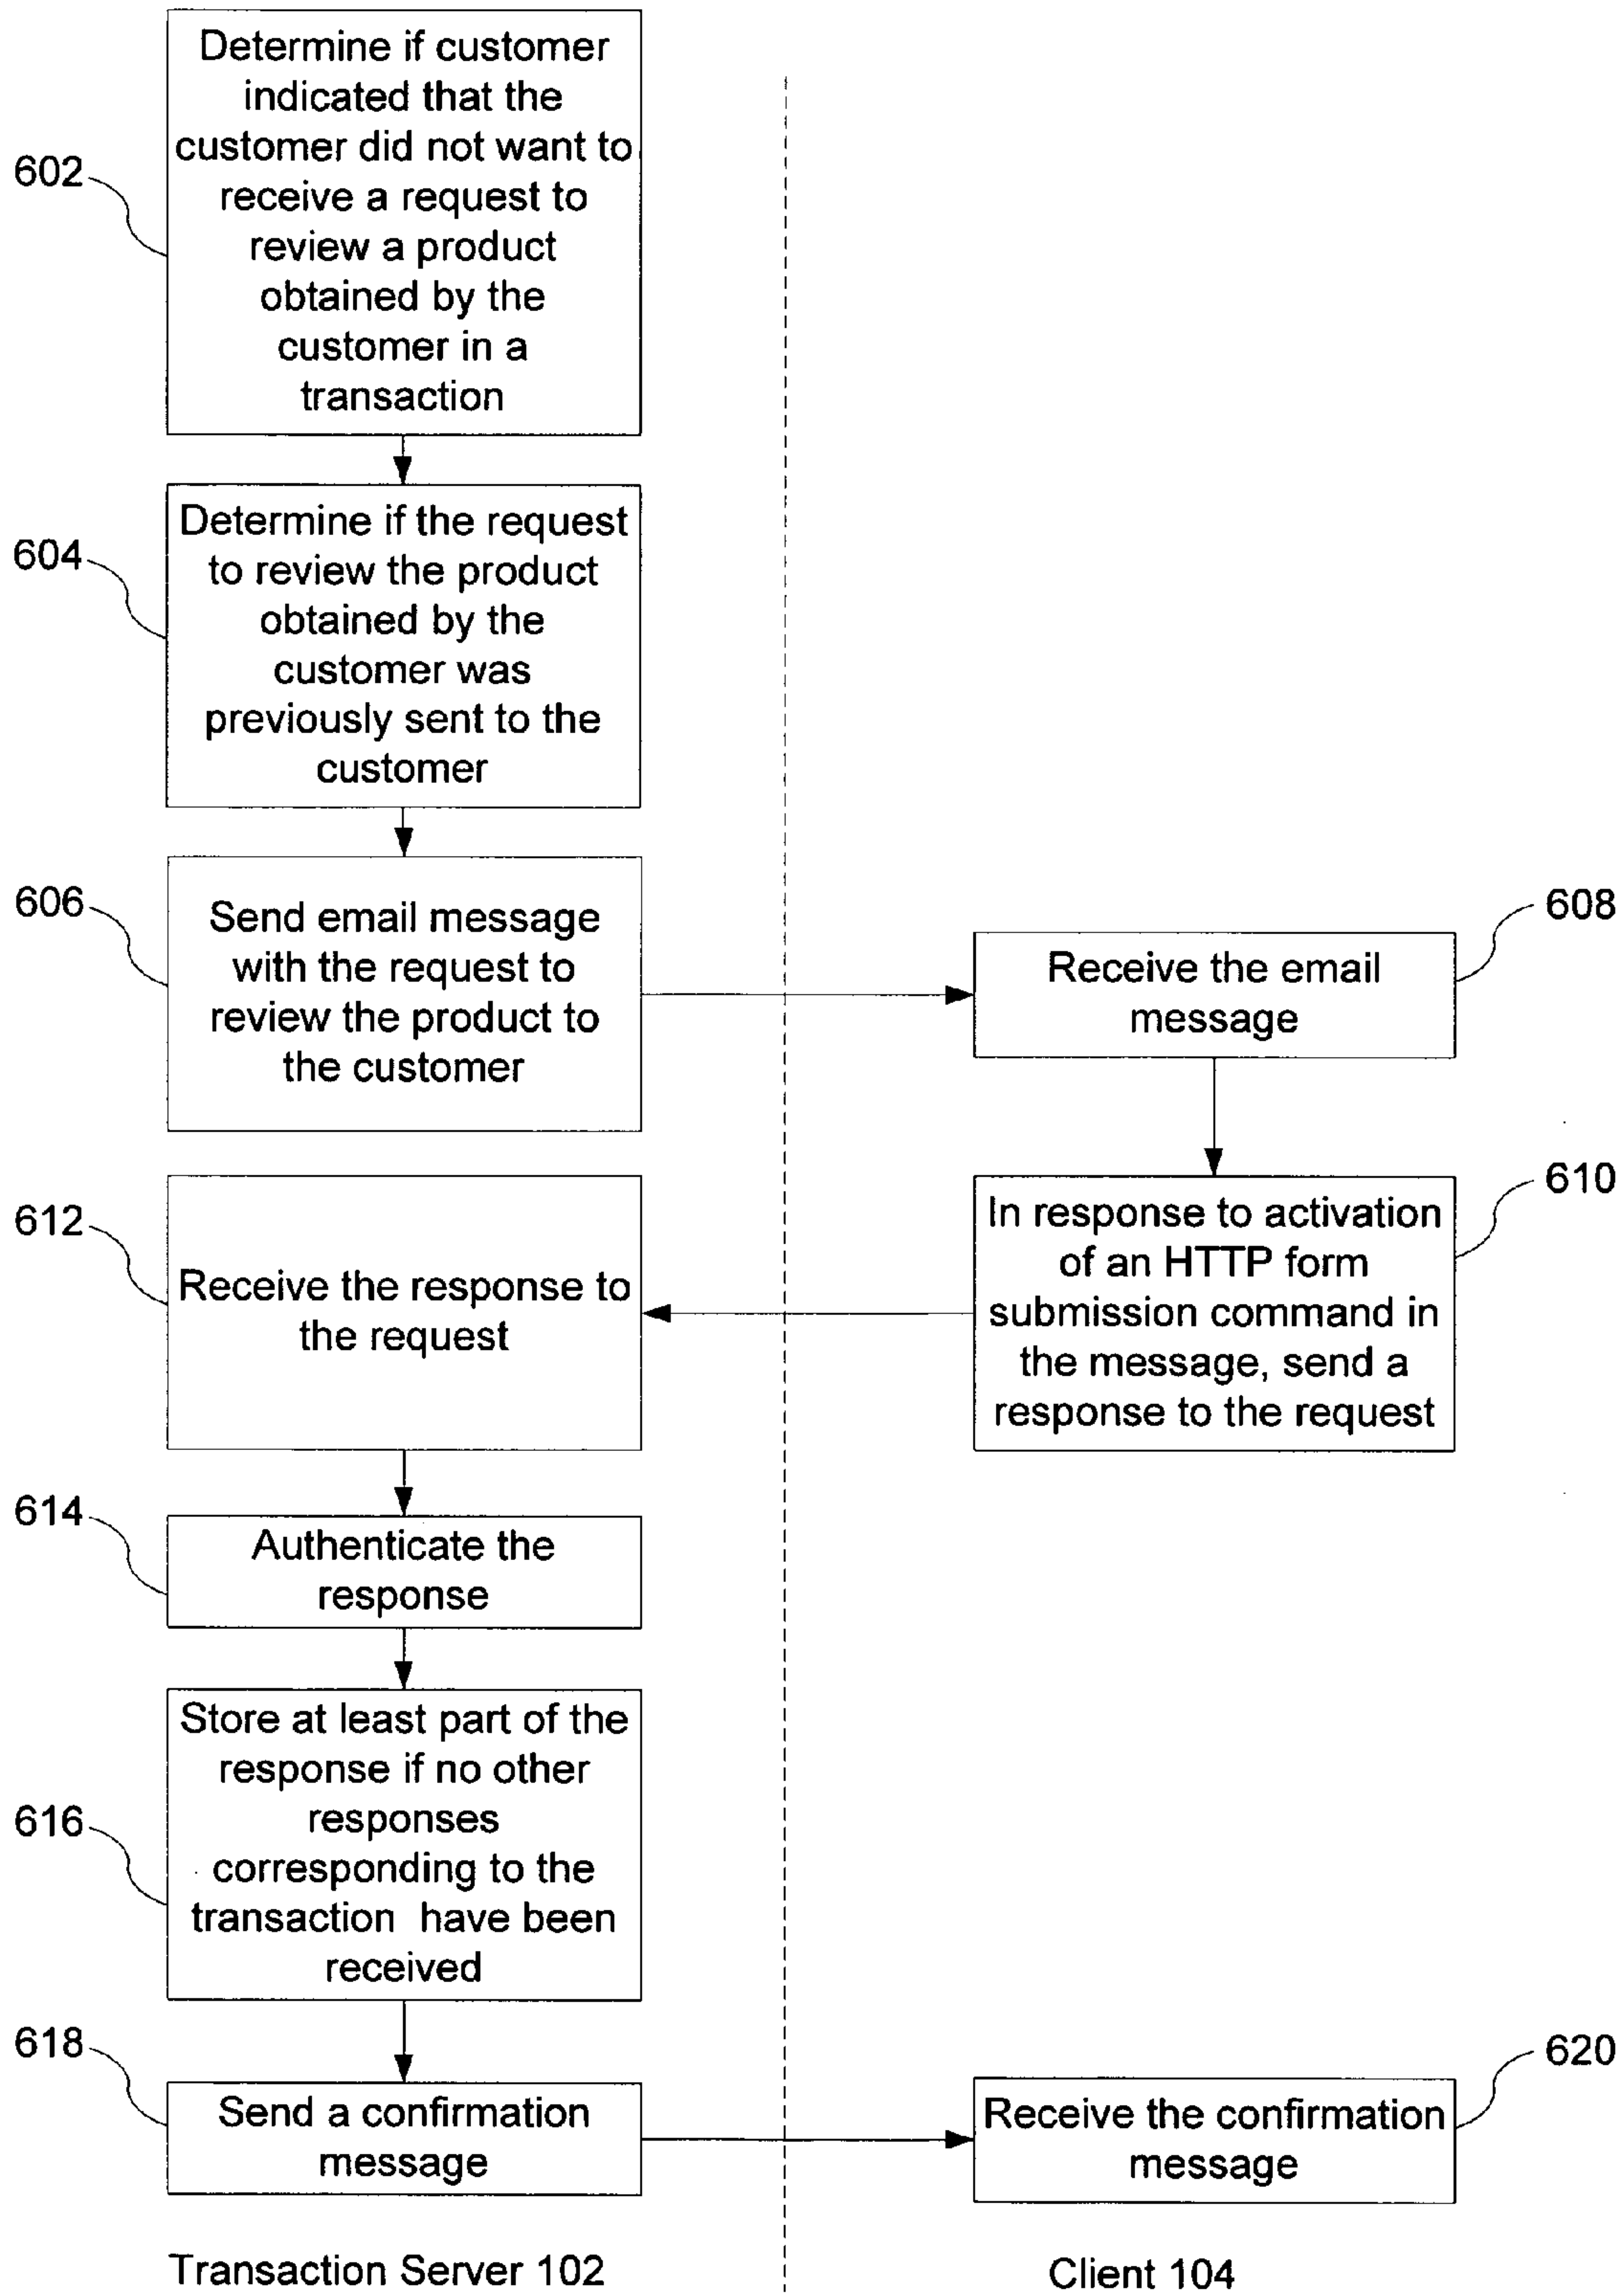 602
Determine if customer
indicated that the
customer did not want to
receive a request to
review a product
obtained by the
customer in a
transaction
604
Determine if the request
to review the product
obtained by the
customer was
previously sent to the
customer
606
Send email message
with the request to
review the product to
the customer
608
Receive the email
message
610
In response to activation
of an HTTP form
submission command in
the message, send a
response to the request
612
Receive the response to
the request
614
Authenticate the
response
616
Store at least part of the
response if no other
responses
corresponding to the
transaction have been
received
618
Send a confirmation
message
620
Receive the confirmation
message
Transaction Server 102
Client 104